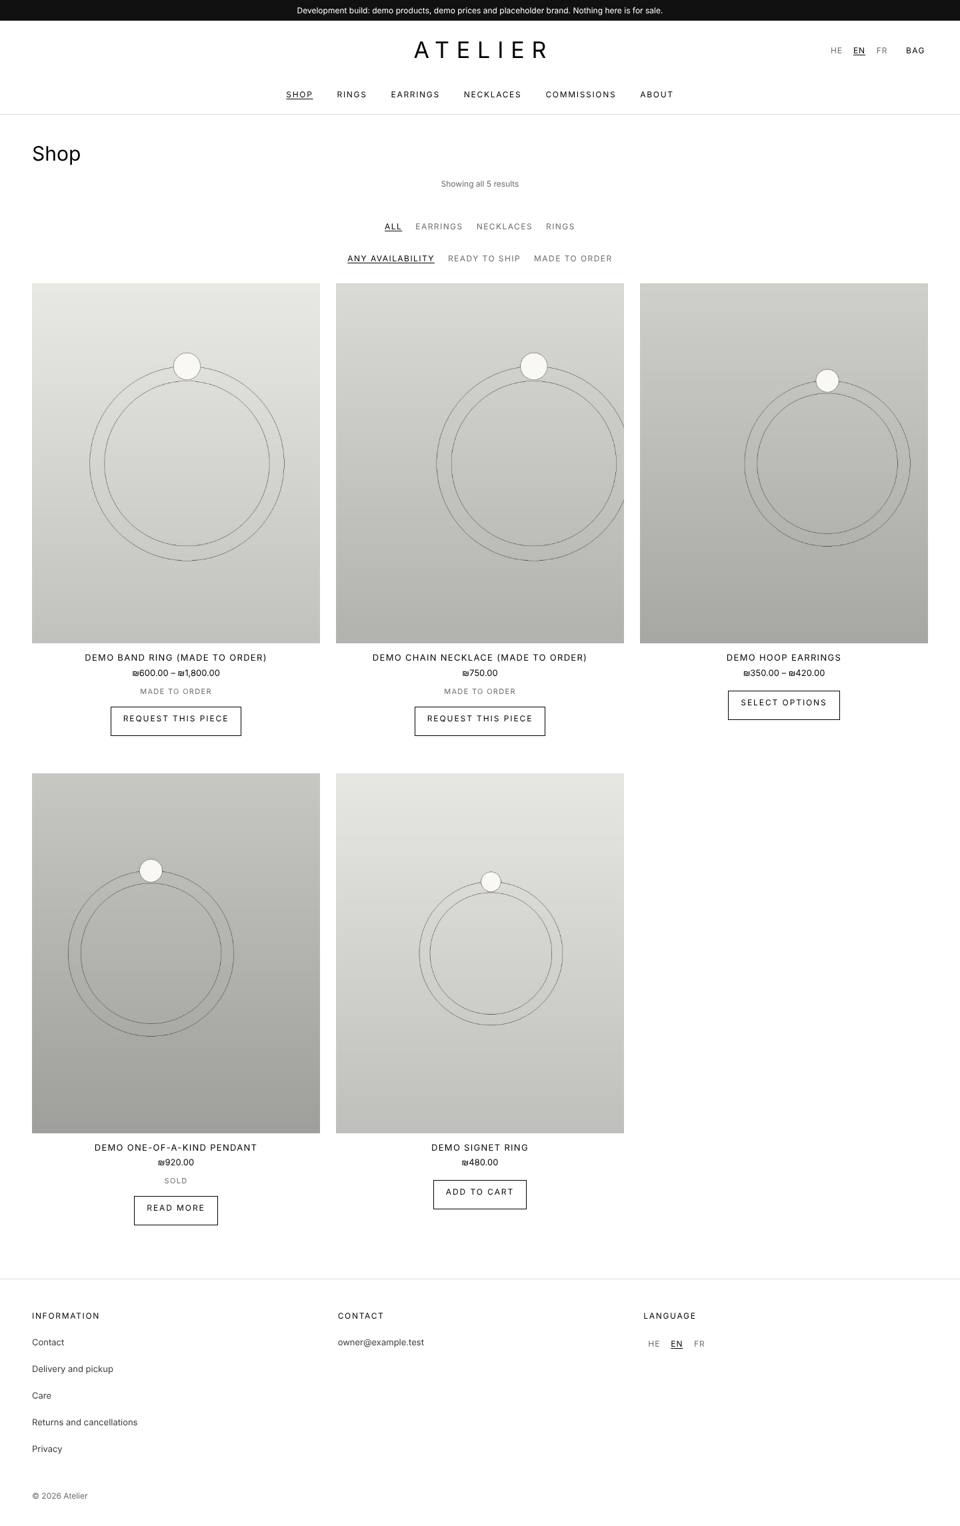 Development build: demo products, demo prices and placeholder brand. Nothing here is for sale.
ATELIER
HE EN FR BAG
SHOP RINGS EARRINGS NECKLACES COMMISSIONS ABOUT
Shop
Showing all 5 results
ALL EARRINGS NECKLACES RINGS
ANY AVAILABILITY READY TO SHIP MADE TO ORDER
DEMO BAND RING (MADE TO ORDER)
₪600.00 – ₪1,800.00
MADE TO ORDER
REQUEST THIS PIECE
DEMO CHAIN NECKLACE (MADE TO ORDER)
₪750.00
MADE TO ORDER
REQUEST THIS PIECE
DEMO HOOP EARRINGS
₪350.00 – ₪420.00
SELECT OPTIONS
DEMO ONE-OF-A-KIND PENDANT
₪920.00
SOLD
READ MORE
DEMO SIGNET RING
₪480.00
ADD TO CART
INFORMATION
Contact
Delivery and pickup
Care
Returns and cancellations
Privacy
CONTACT
owner@example.test
LANGUAGE
HE EN FR
© 2026 Atelier